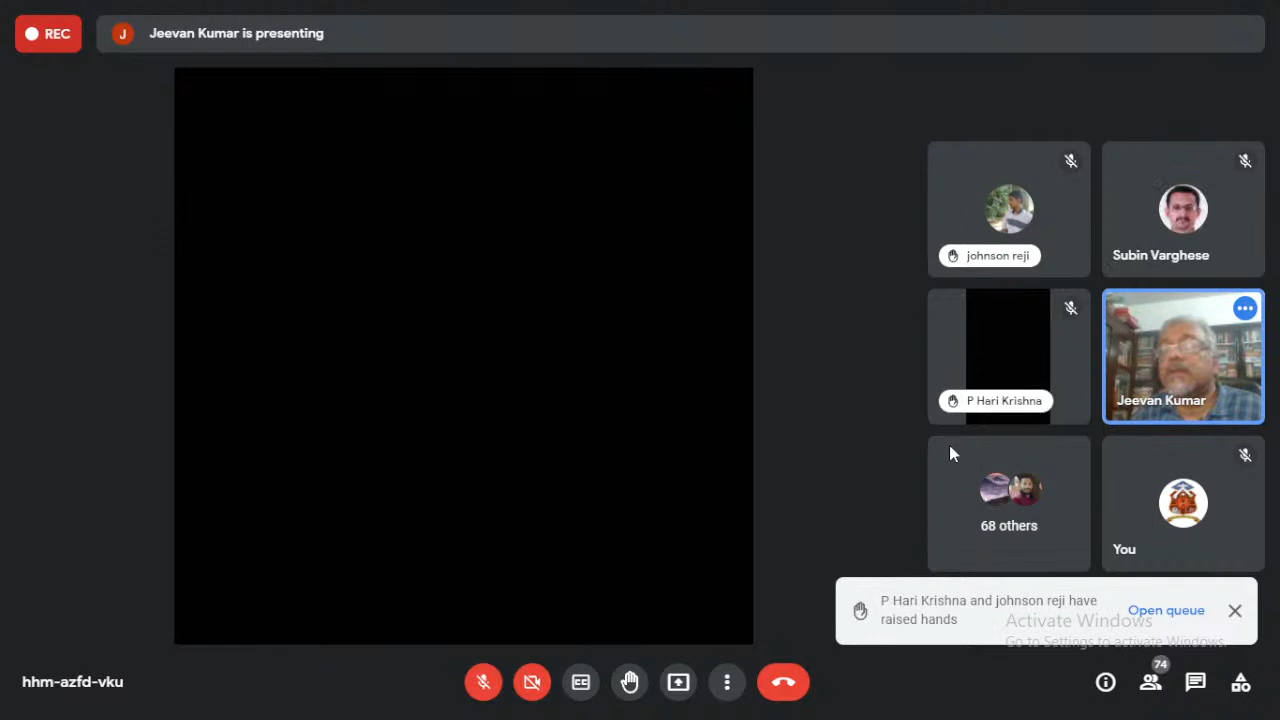 REC
J
Jeevan Kumar is presenting
johnson reji
Subin Varghese
P Hari Krishna
Jeevan Kumar
68 others
You
P Hari Krishna and johnson reji have
raised hands
Open queue
Activate Windows
Go to Settings to activate Windows.
hhm-azfd-vku
CC
74